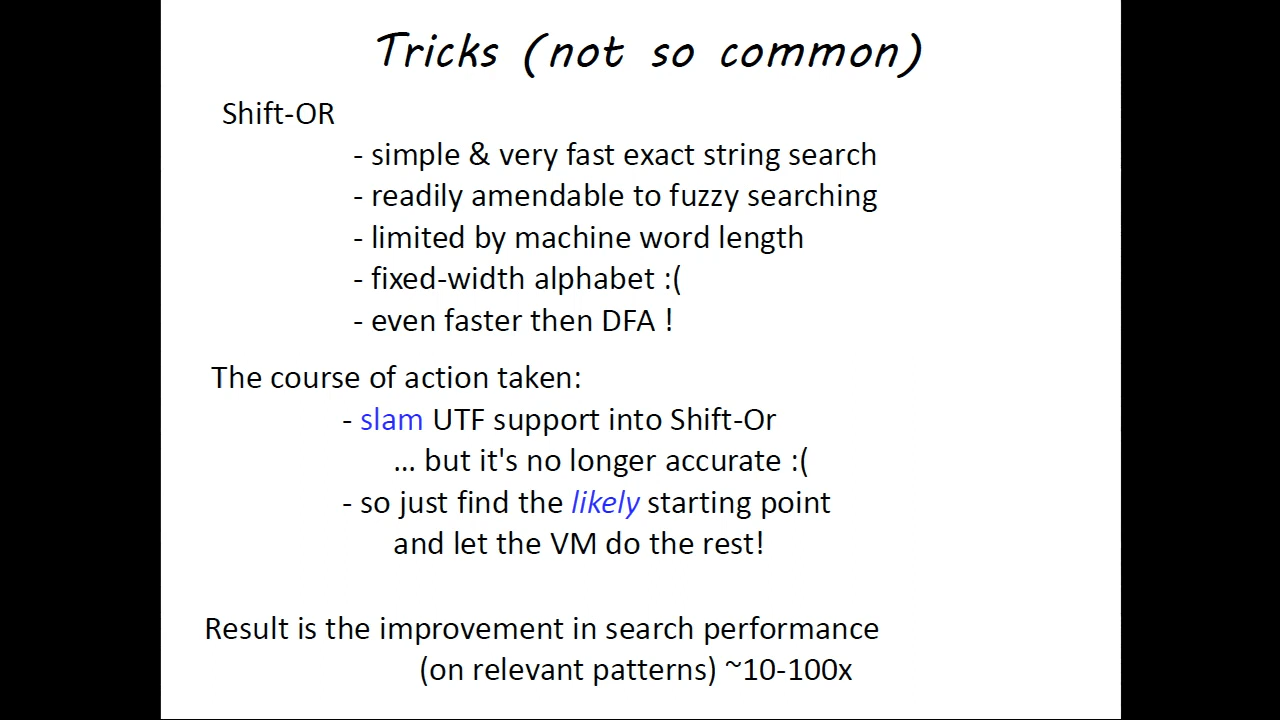 Tricks (not so common)
Shift-OR
- simple & very fast exact string search
- readily amendable to fuzzy searching
- limited by machine word length
- fixed-width alphabet :(
- even faster then DFA !
The course of action taken:
- slam UTF support into Shift-Or
... but it's no longer accurate :(
- so just find the likely starting point
and let the VM do the rest!
Result is the improvement in search performance
(on relevant patterns) ~10-100x